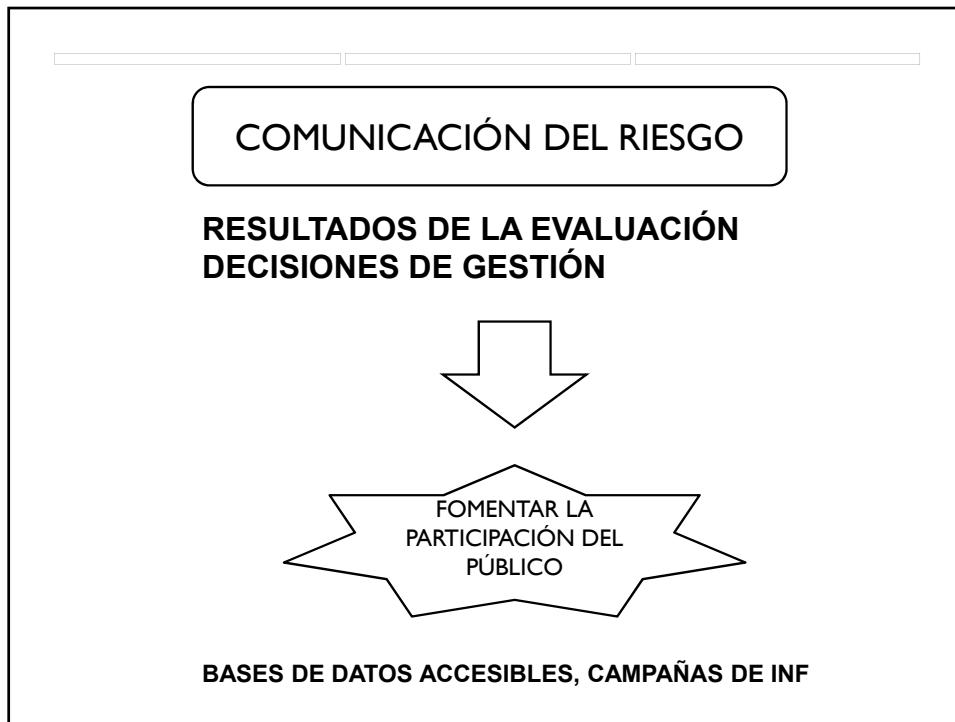 COMUNICACIÓN DEL RIESGO
RESULTADOS DE LA EVALUACIÓN
DECISIONES DE GESTIÓN
FOMENTAR LA
PARTICIPACIÓN DEL
PÚBLICO
BASES DE DATOS ACCESIBLES, CAMPAÑAS DE INF